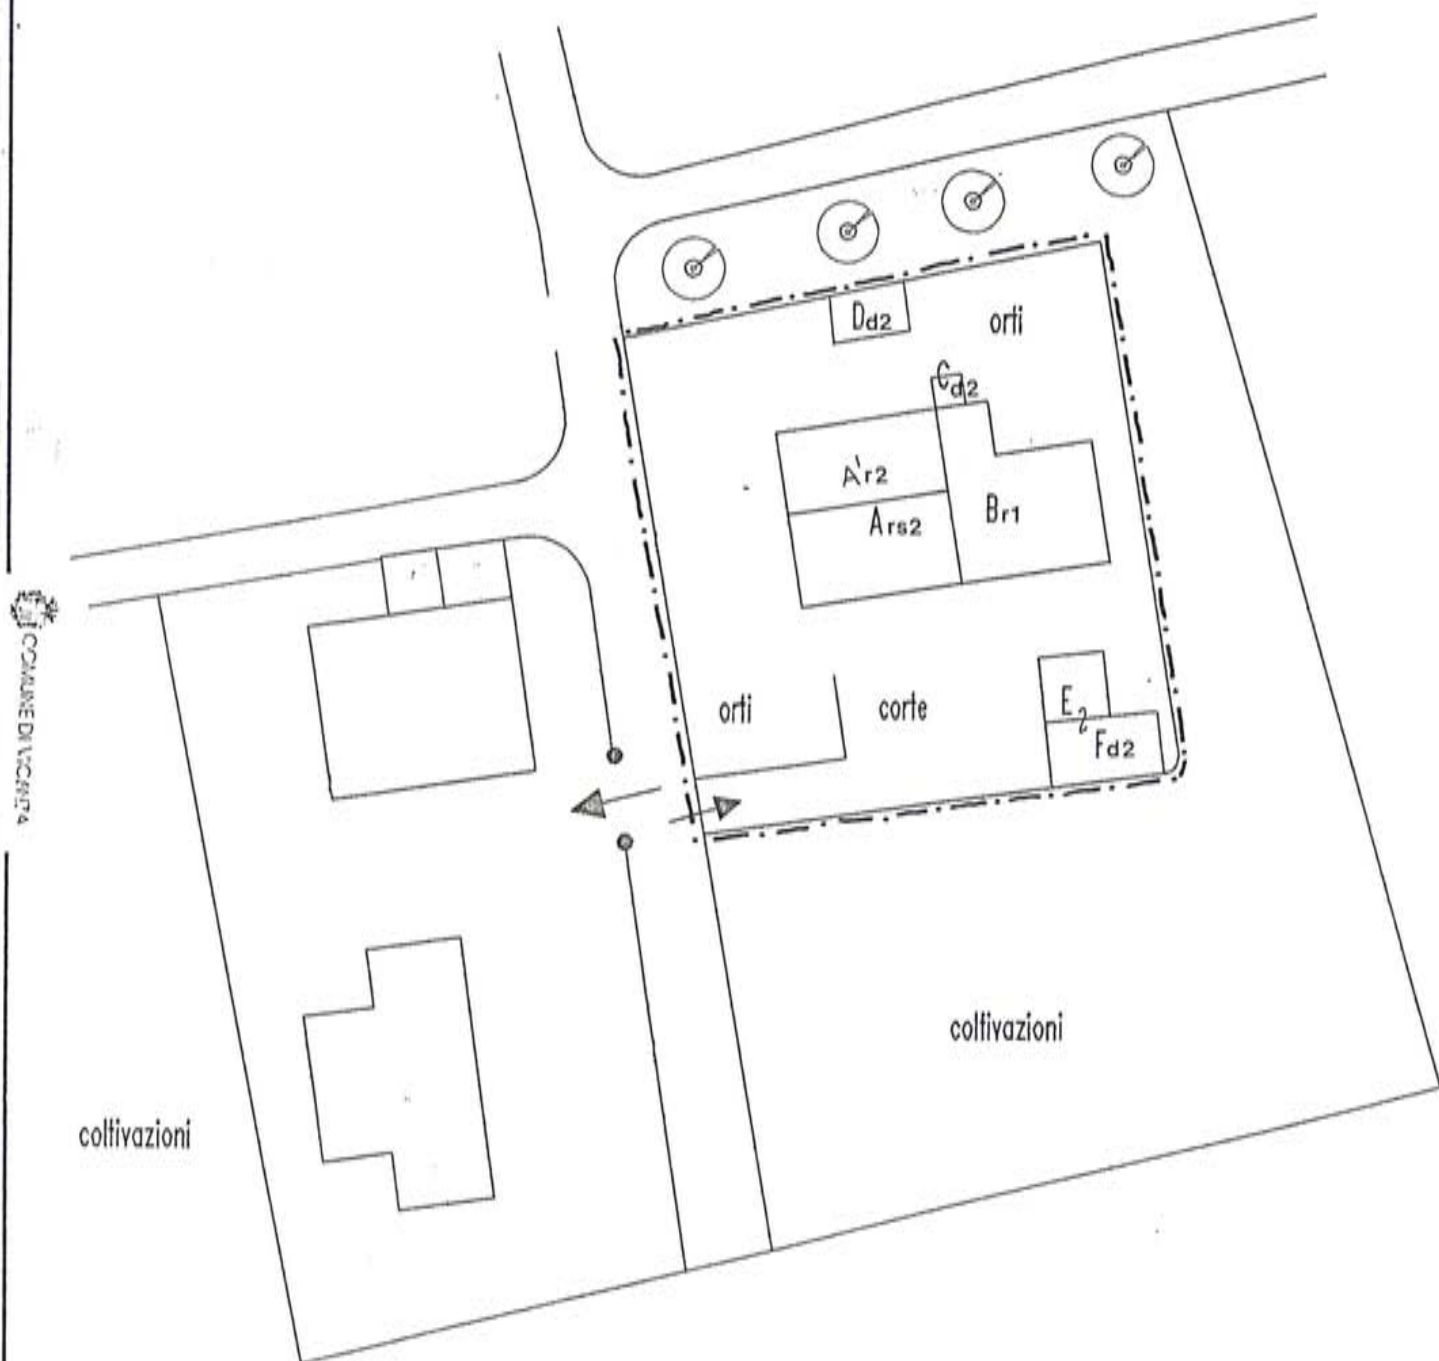 Dd2
orti
Cd2
A'r2
Ars2
Br1
orti
corte
E2
Fd2
coltivazioni
coltivazioni
COMUNE DI VICENZA